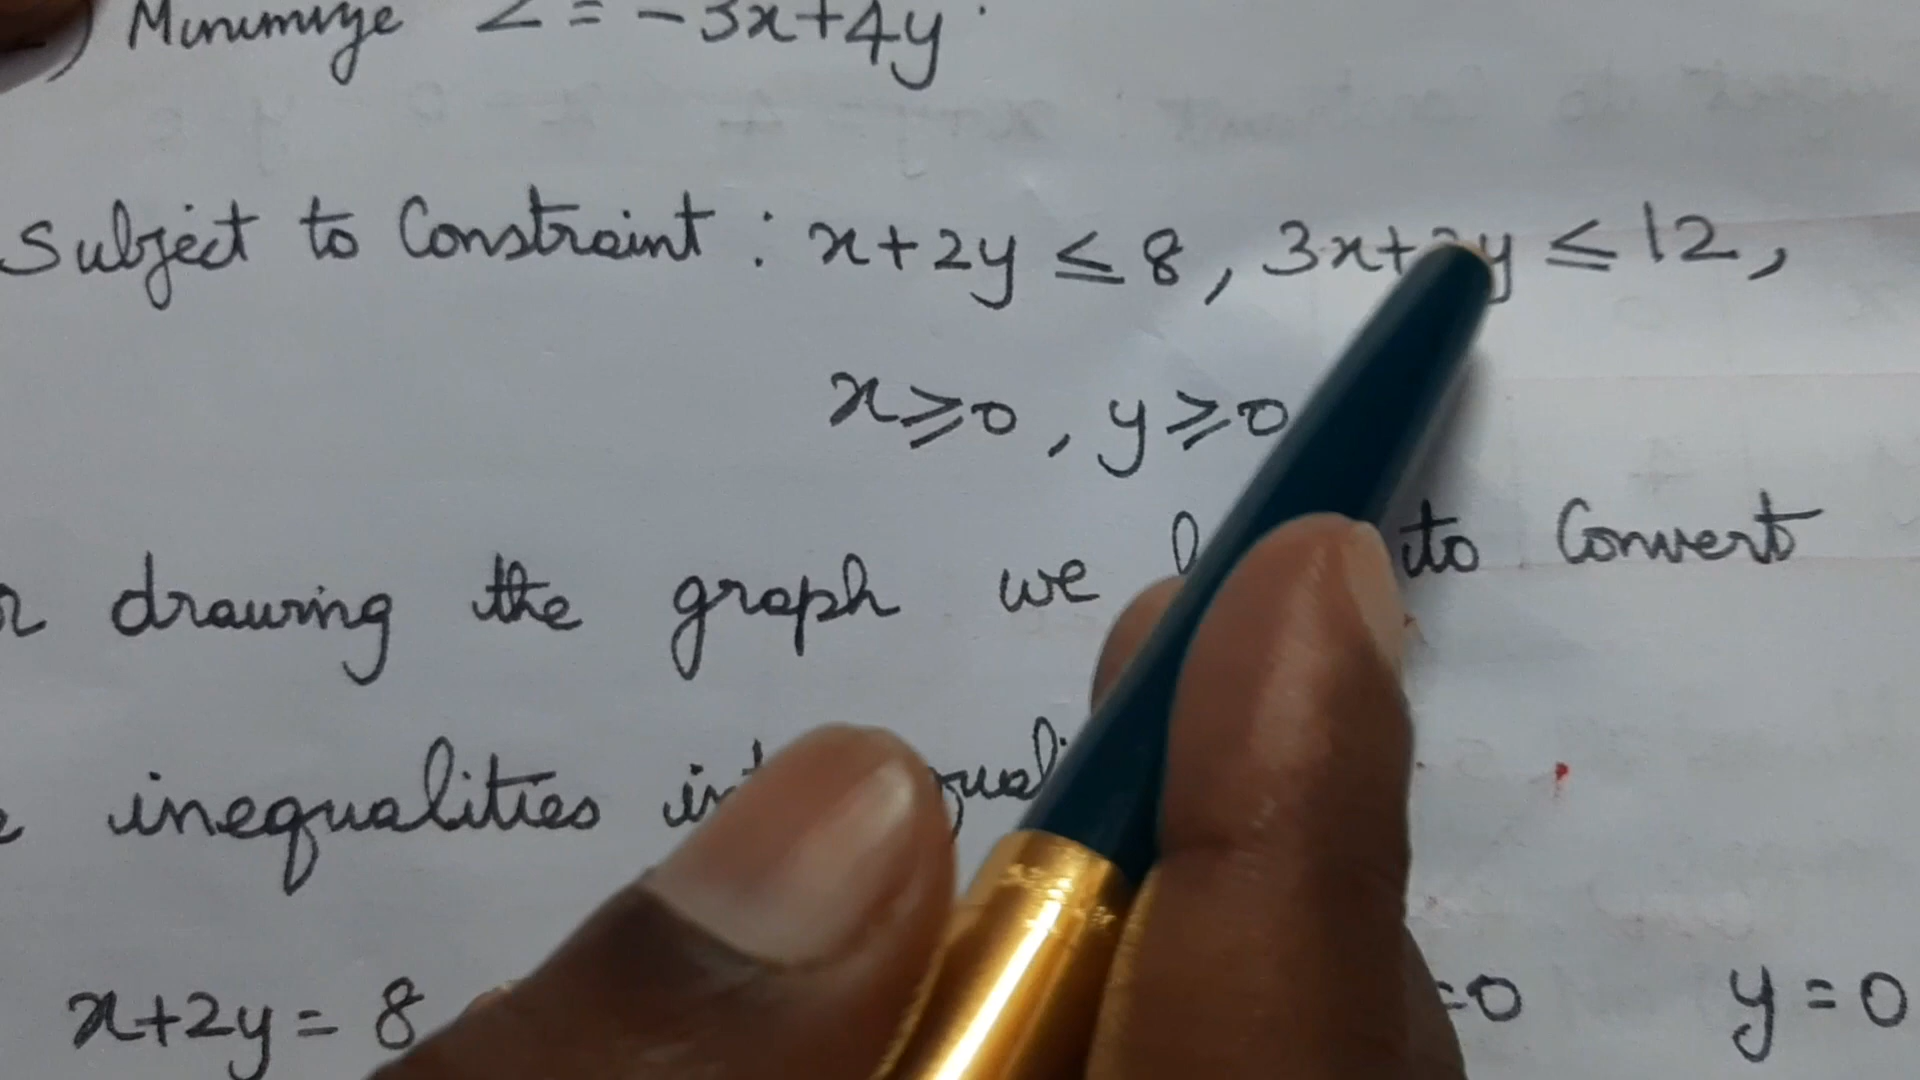 Minimize Z = -3x+4y
Subject to Constraint : x+2y ≤ 8, 3x+2y ≤ 12,
x ≥ 0, y ≥ 0
drawing the graph we to Convert
inequalities
x+2y = 8 =0 y = 0